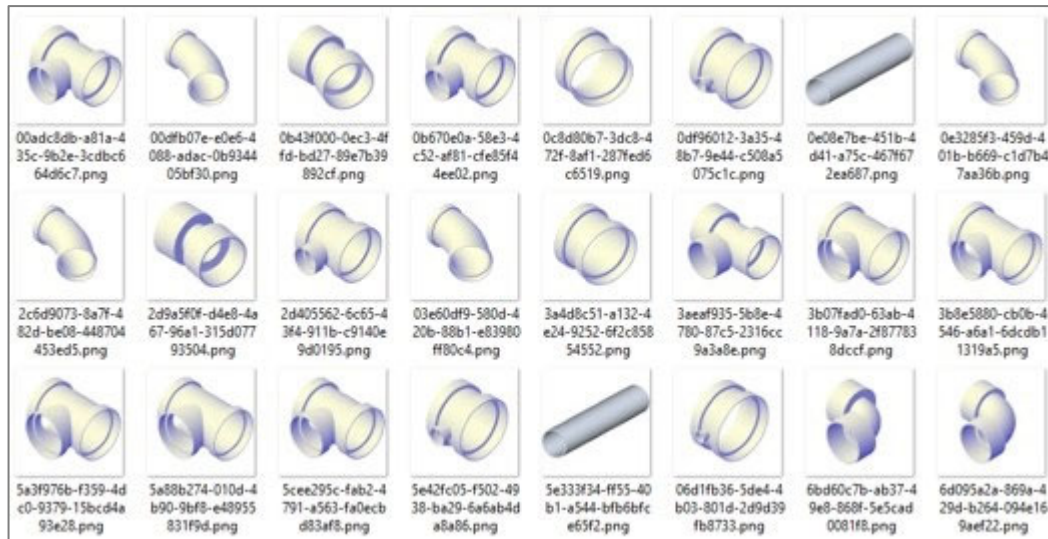 00adc8db-a81a-4
35c-9b2e-3cdbc6
64d6c7.png
00dfb07e-e0e6-4
088-adac-0b9344
05bf30.png
0b43f000-0ec3-4f
fd-bd27-89e7b39
892cf.png
0b670e0a-58e3-4
c52-af81-cfe85f4
4ee02.png
0c8d80b7-3dc8-4
72f-8af1-287fed6
c6519.png
0df96012-3a35-4
8b7-9e44-c508a5
075c1c.png
0e08e7be-451b-4
d41-a75c-467f67
2ea687.png
0e3285f3-459d-4
01b-b669-c1d7b4
7aa36b.png
2c6d9073-8a7f-4
82d-be08-448704
453ed5.png
2d9a5f0f-d4e8-4a
67-96a1-315d077
93504.png
2d405562-6c65-4
3f4-911b-c9140e
9d0195.png
03e60df9-580d-4
20b-88b1-e83980
ff80c4.png
3a4d8c51-a132-4
e24-9252-6f2c858
54552.png
3aeaf935-5b8e-4
780-87c5-2316cc
9a3a8e.png
3b07fad0-63ab-4
118-9a7a-2f87783
8dccf.png
3b8e5880-cb0b-4
546-a6a1-6dcdb1
1319a5.png
5a3f976b-f359-4d
c0-9379-15bcd4a
93e28.png
5a88b274-010d-4
b90-9bf8-e48955
831f9d.png
5cee295c-fab2-4
791-a563-fa0ecb
d83af8.png
5e42fc05-f502-49
38-ba29-6a6ab4d
a8a86.png
5e333f34-ff55-40
b1-a544-bfb6bfc
e65f2.png
06d1fb36-5de4-4
b03-801d-2d9d39
fb8733.png
6bd60c7b-ab37-4
9e8-868f-5e5cad
0081f8.png
6d095a2a-869a-4
29d-b264-094e16
9aef22.png